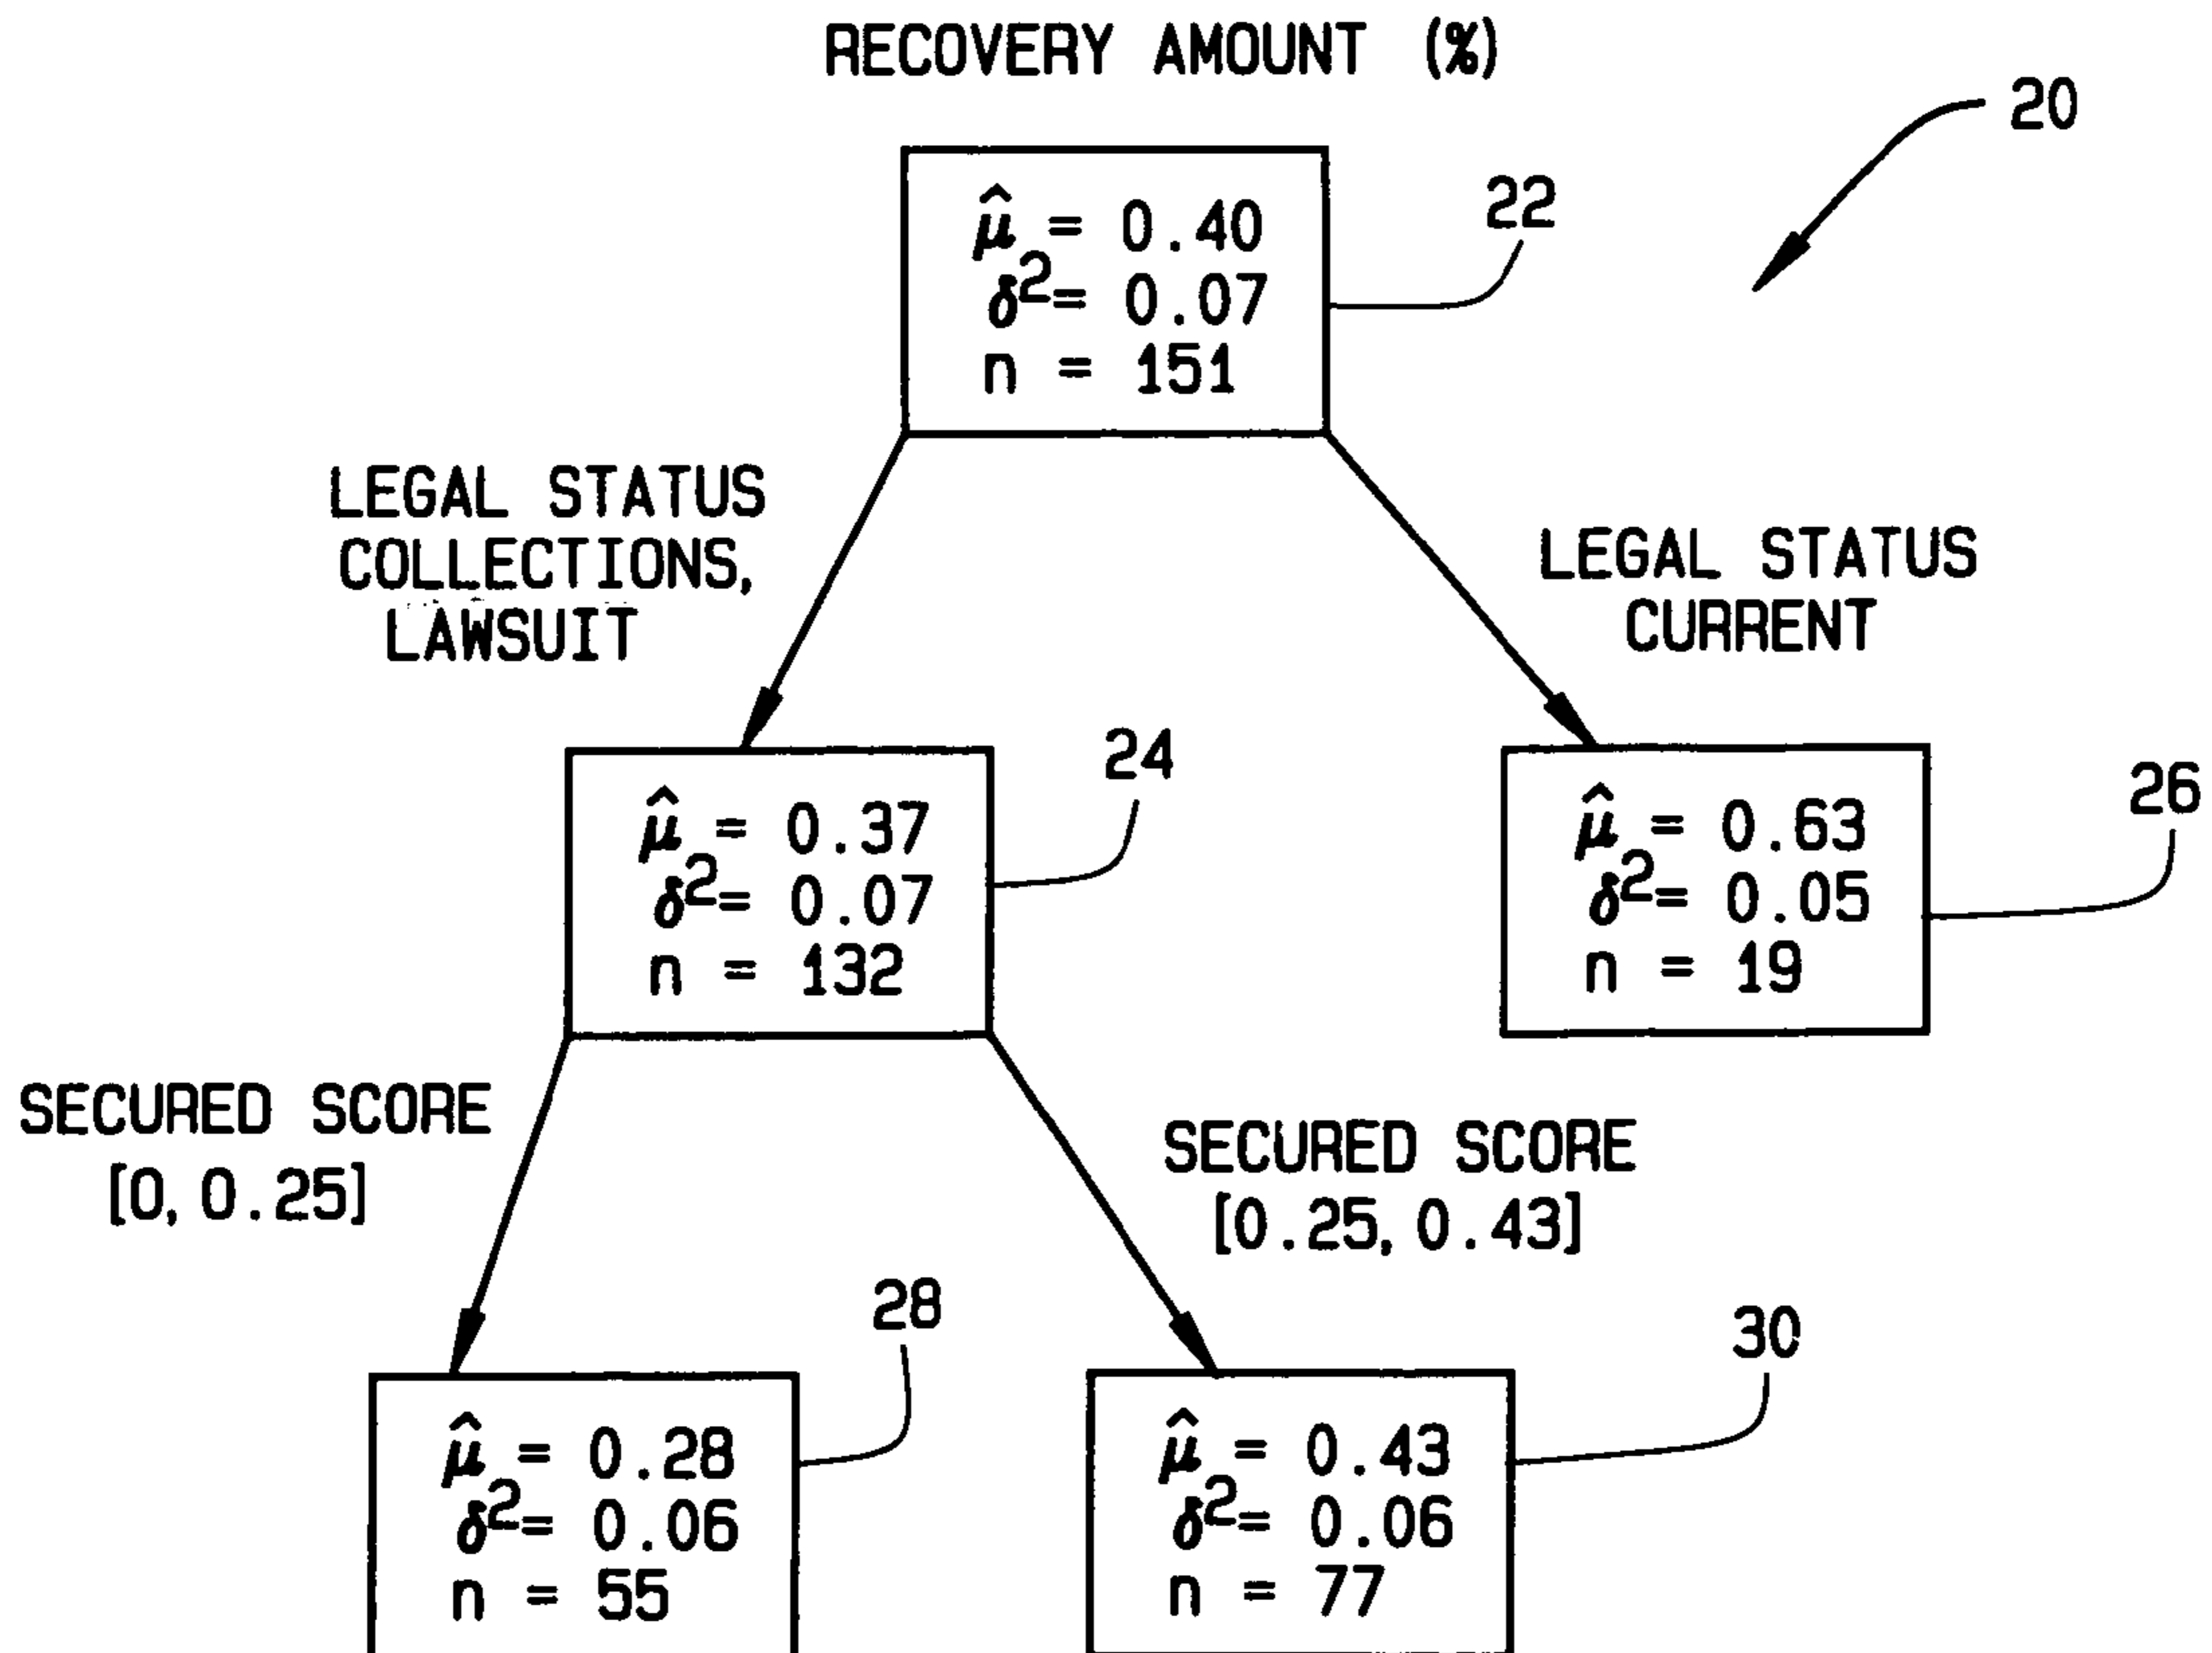 RECOVERY AMOUNT (%)
20
22
μ̂ = 0.40
δ²= 0.07
n = 151
LEGAL STATUS
COLLECTIONS,
LAWSUIT
LEGAL STATUS
CURRENT
24
μ̂ = 0.37
δ²= 0.07
n = 132
26
μ̂ = 0.63
δ²= 0.05
n = 19
SECURED SCORE
[0, 0.25]
SECURED SCORE
[0.25, 0.43]
28
μ̂ = 0.28
δ²= 0.06
n = 55
30
μ̂ = 0.43
δ²= 0.06
n = 77